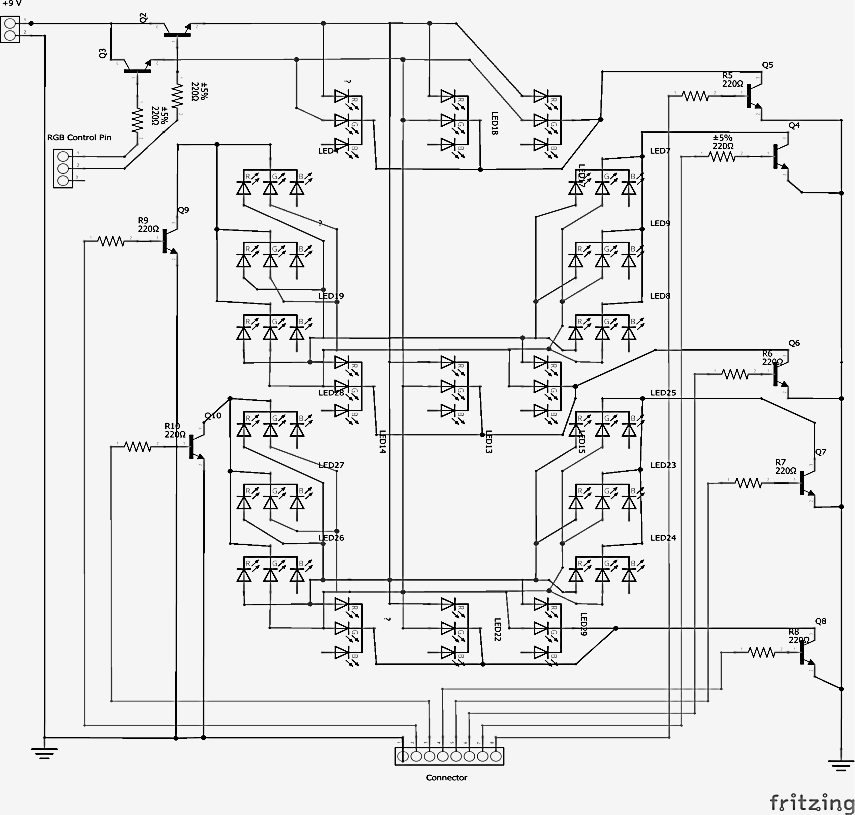 +9 V
Q2
Q3
±5%
220Ω
±5%
220Ω
RGB Control Pin
?
LED4
LED18
LED17
R5
220Ω
Q5
±5%
220Ω
Q4
LED7
R
G
B
R
G
B
R9
220Ω
Q9
?
LED9
R
G
B
R
G
B
LED19
LED8
R
G
B
R
G
B
LED28
LED14
LED13
LED15
R6
220Ω
Q6
LED25
R10
220Ω
Q10
R
G
B
R
G
B
LED27
LED23
R7
220Ω
Q7
R
G
B
R
G
B
LED26
LED24
R
G
B
R
G
B
?
LED22
LED29
R8
220Ω
Q8
Connector
fritzing